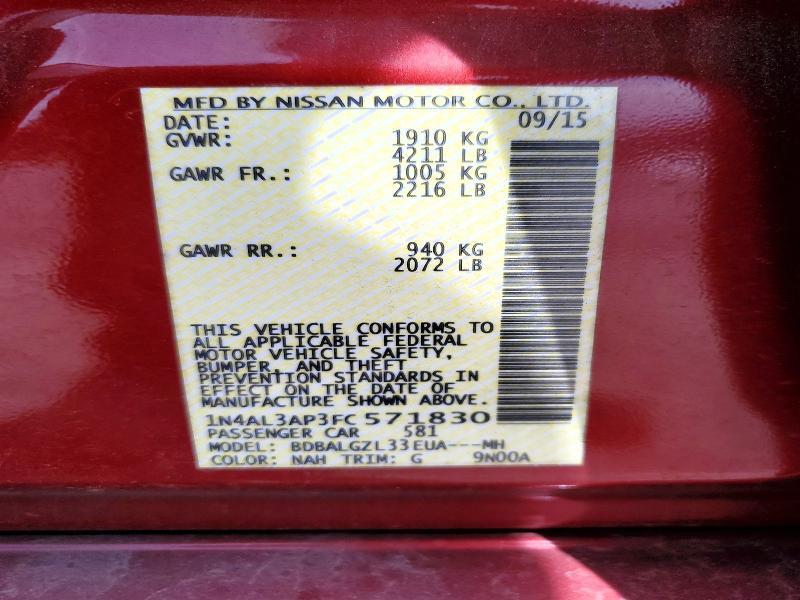 MFD BY NISSAN MOTOR CO., LTD.
DATE: 09/15
GVWR: 1910 KG
4211 LB
GAWR FR.: 1005 KG
2216 LB
GAWR RR.: 940 KG
2072 LB
THIS VEHICLE CONFORMS TO
ALL APPLICABLE FEDERAL
MOTOR VEHICLE SAFETY,
BUMPER, AND THEFT
PREVENTION STANDARDS IN
EFFECT ON THE DATE OF
MANUFACTURE SHOWN ABOVE.
1N4AL3AP3FC 571830
PASSENGER CAR 581
MODEL: BDBALGZL33EUA---MH
COLOR: NAH TRIM: G 9N00A